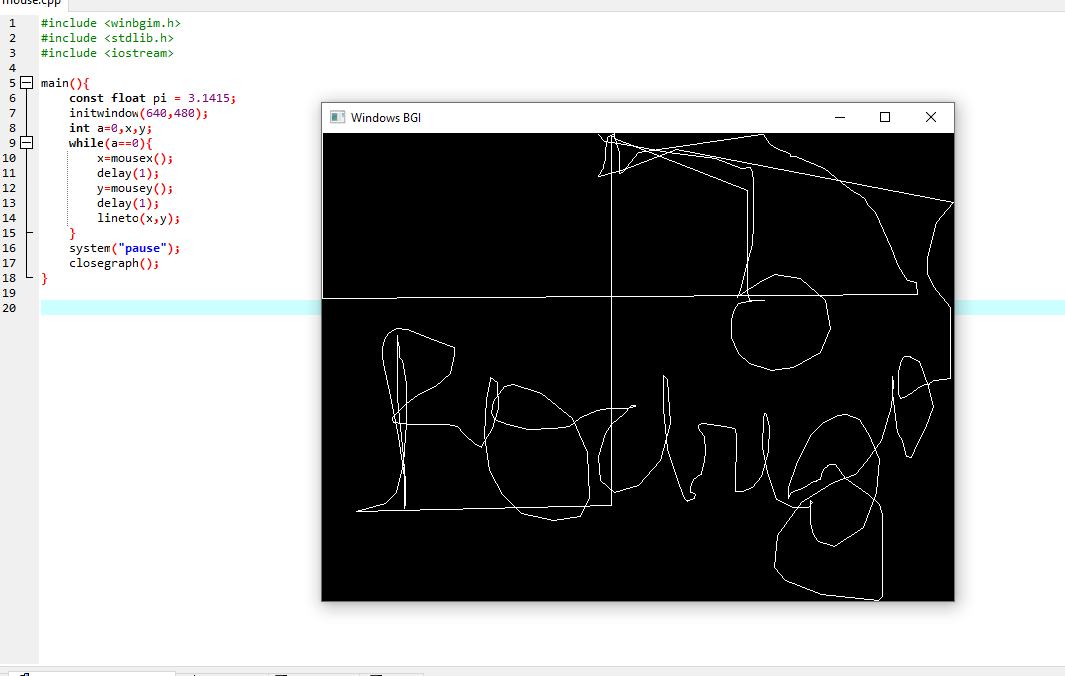 mouse.cpp
1 #include <winbgim.h>
2 #include <stdlib.h>
3 #include <iostream>
4
5 main(){
6 const float pi = 3.1415;
7 initwindow(640,480);
8 int a=0,x,y;
9 while(a==0){
10 x=mousex();
11 delay(1);
12 y=mousey();
13 delay(1);
14 lineto(x,y);
15 }
16 system("pause");
17 closegraph();
18 }
19
20
Windows BGI